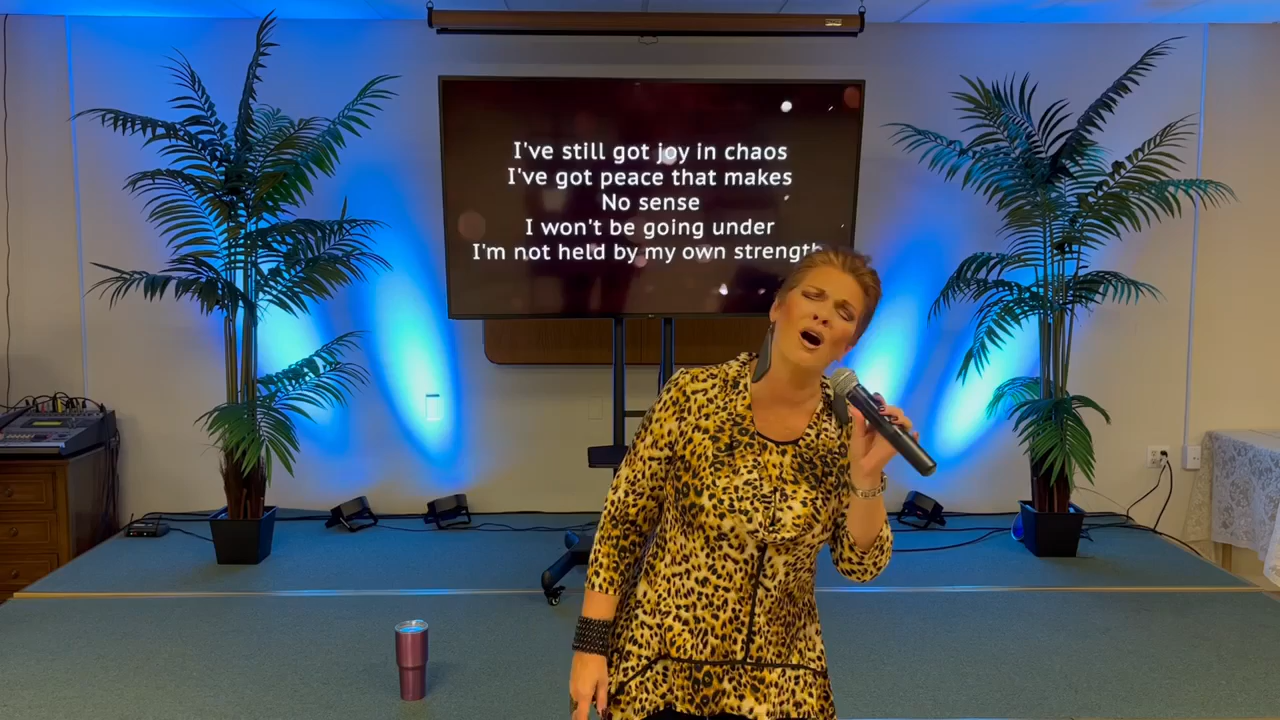 I've still got joy in chaos
I've got peace that makes
No sense
I won't be going under
I'm not held by my own strength